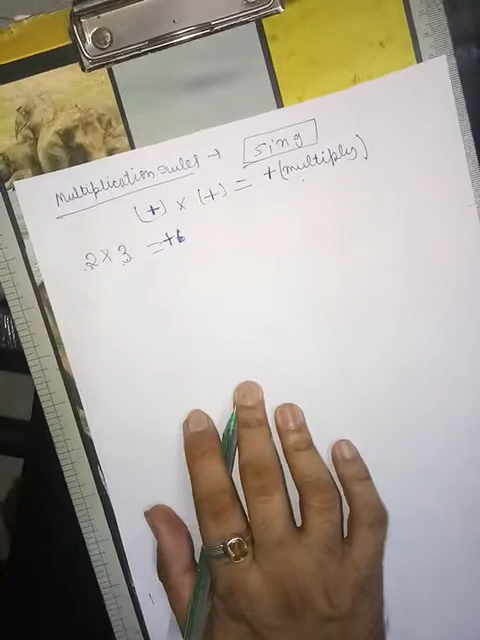 Multiplication rules → sing
(+) × (+) = + (multiply)
2 × 3 = +6